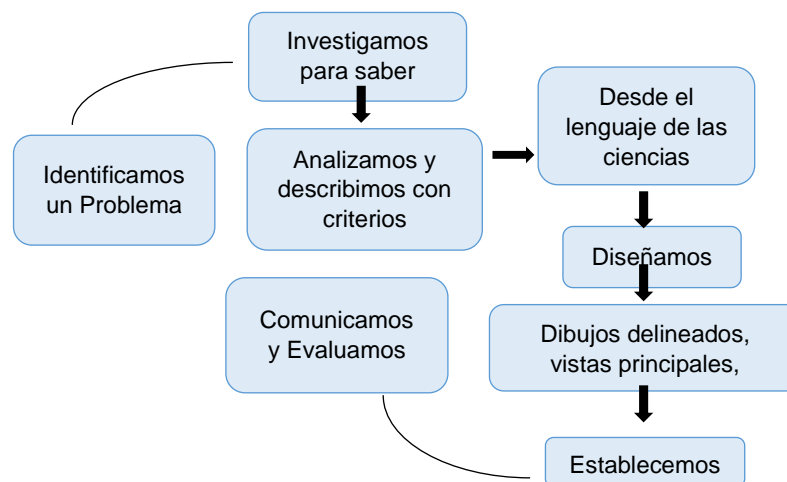 Identificamos
un Problema
Investigamos
para saber
Analizamos y
describimos con
criterios
Desde el
lenguaje de las
ciencias
Diseñamos
Dibujos delineados,
vistas principales,
Establecemos
Comunicamos
y Evaluamos